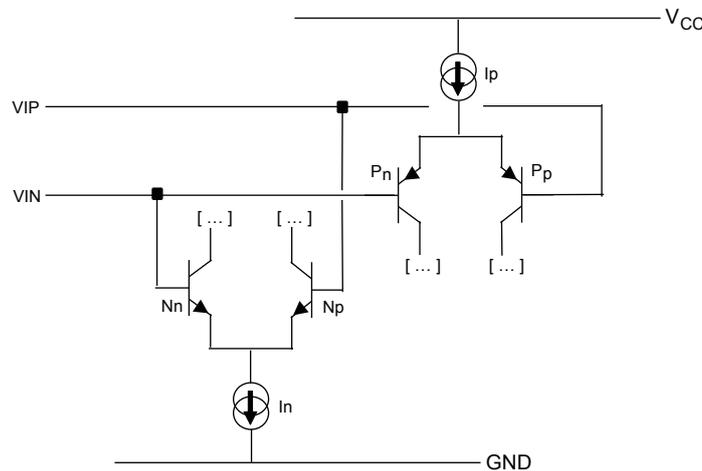 VCC
Ip
VIP
Pn
Pp
VIN
[ ... ]
[ ... ]
[ ... ]
[ ... ]
Nn
Np
In
GND